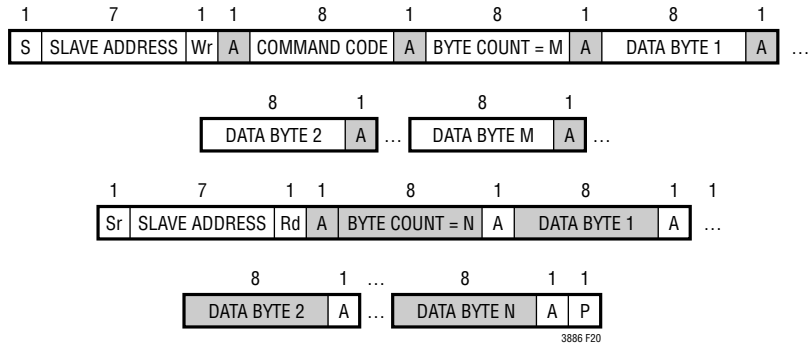 1 7 1 1 8 1 8 1 8 1
S SLAVE ADDRESS Wr A COMMAND CODE A BYTE COUNT = M A DATA BYTE 1 A …
8 1 8 1
DATA BYTE 2 A … DATA BYTE M A …
1 7 1 1 8 1 8 1 1
Sr SLAVE ADDRESS Rd A BYTE COUNT = N A DATA BYTE 1 A …
8 1 … 8 1 1
DATA BYTE 2 A … DATA BYTE N A P
3886 F20